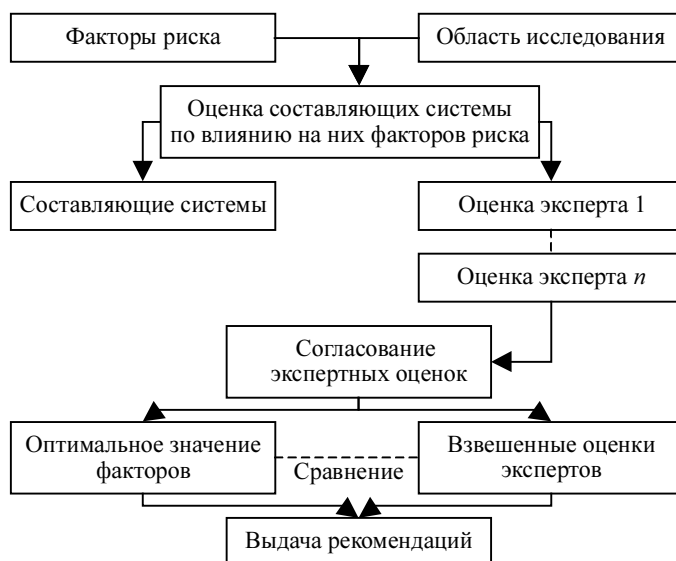 Факторы риска
Область исследования
Оценка составляющих системы
по влиянию на них факторов риска
Составляющие системы
Оценка эксперта 1
Оценка эксперта n
Согласование
экспертных оценок
Оптимальное значение
факторов
Сравнение
Взвешенные оценки
экспертов
Выдача рекомендаций